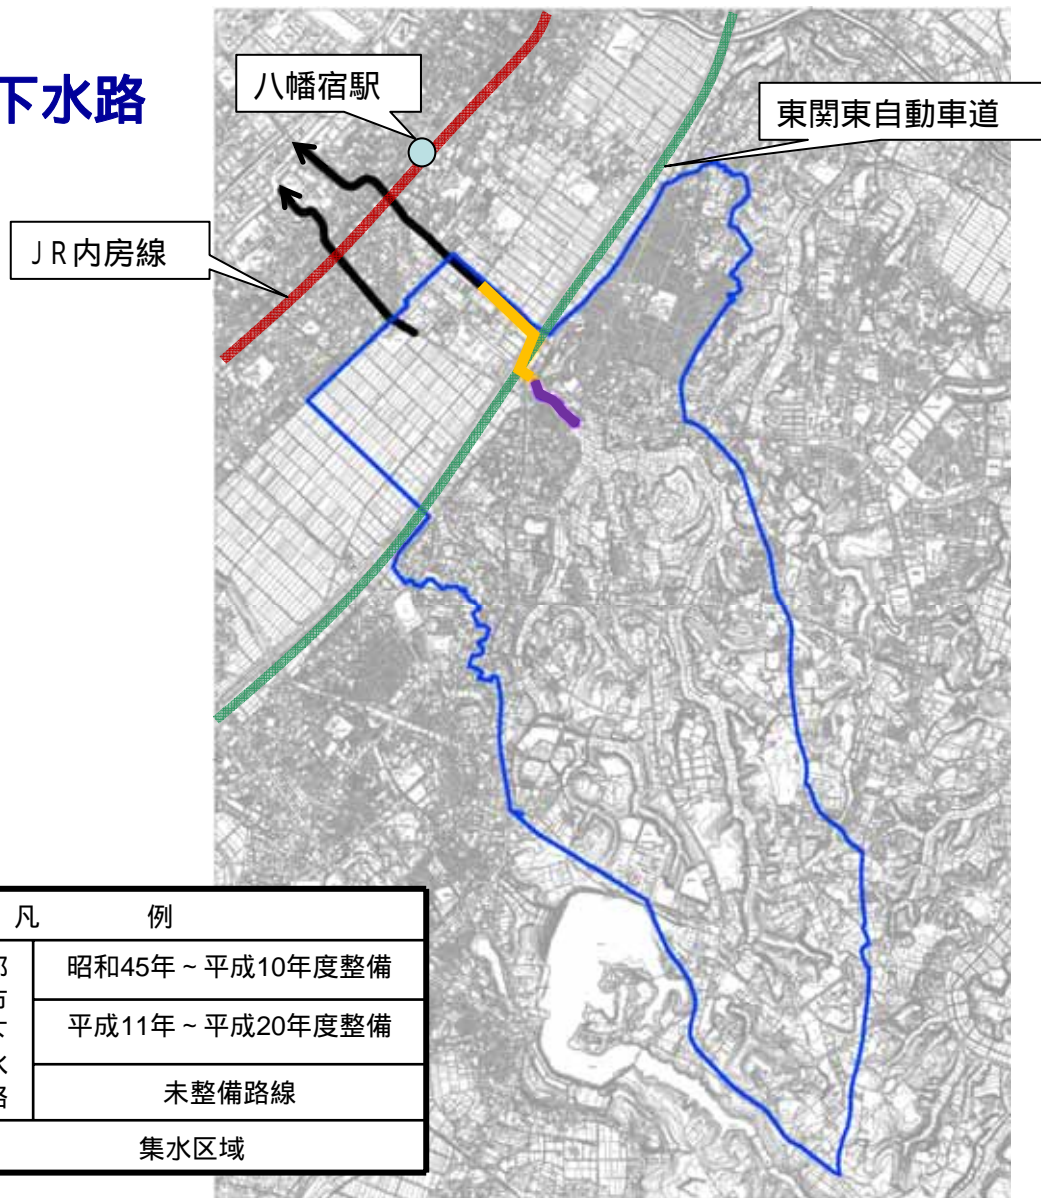 下水路
八幡宿駅
東関東自動車道
JR内房線
凡 例
昭和45年~平成10年度整備
平成11年~平成20年度整備
未整備路線
集水区域